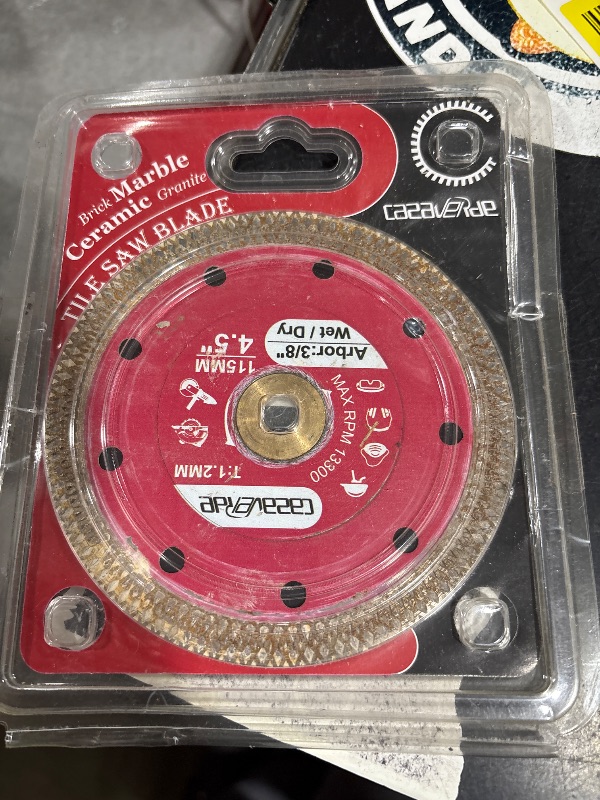 AND
Brick Marble
Ceramic Granite
TILE SAW BLADE
cazaVERde
Arbor:3/8"
Wet / Dry
115MM
4.5"
MAX RPM 13300
T:1.2MM
cazaVERde